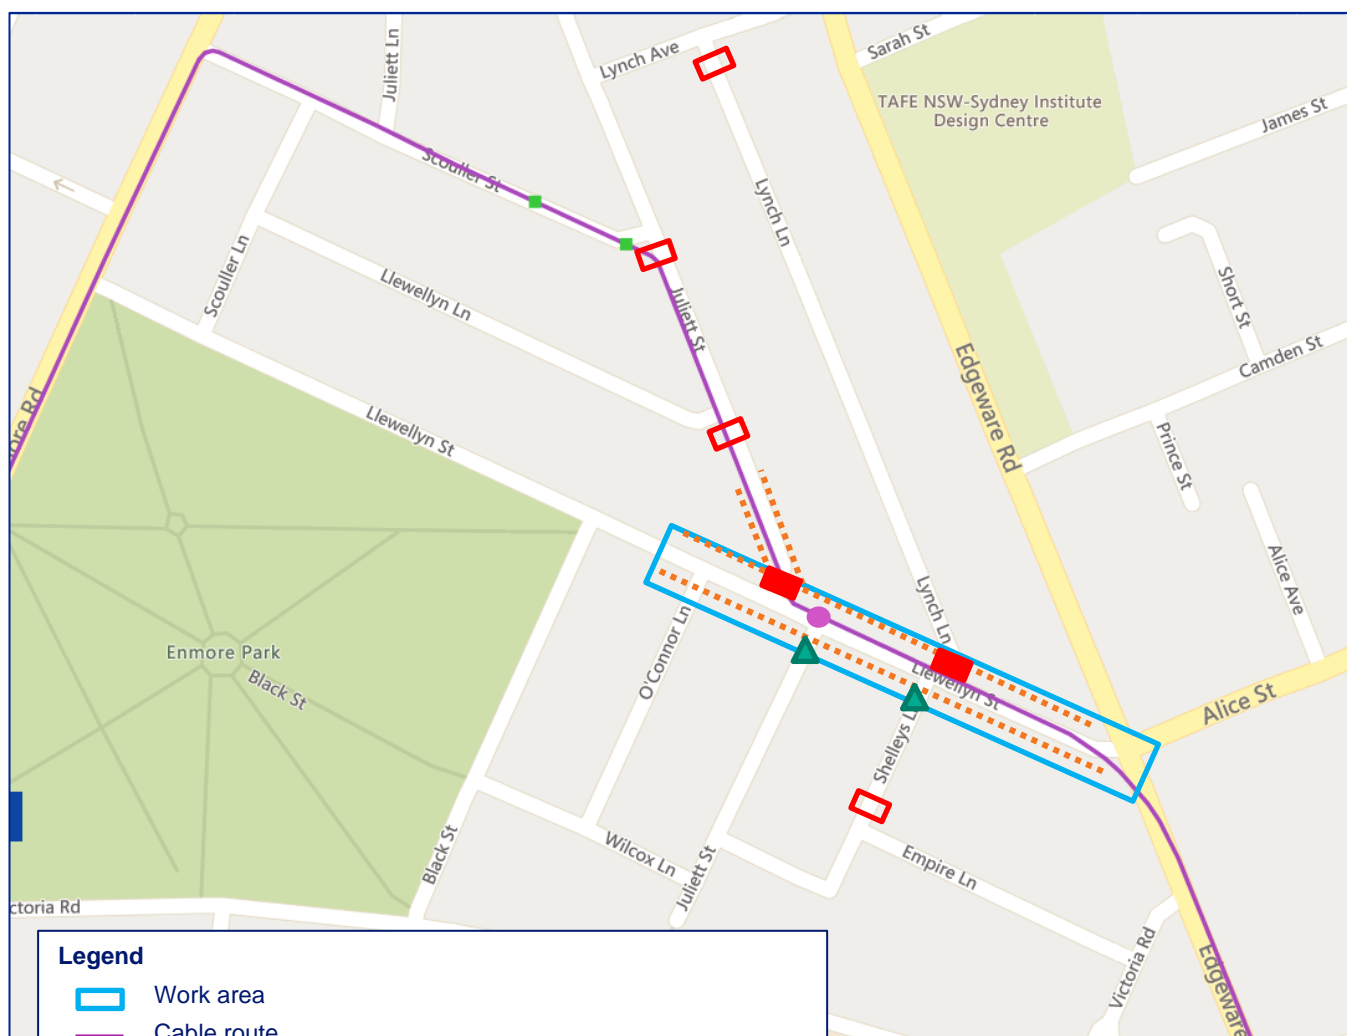 Sarah St
Lynch Ave
Juliett Ln
TAFE NSW-Sydney Institute
Design Centre
James St
Scouller St
Lynch Ln
Scouller Ln
Llewellyn Ln
Juliett St
Short St
Camden St
Edgeware Rd
ore Rd
Llewellyn St
Prince St
Alice Ave
Lynch Ln
O'Connor Ln
Enmore Park
Black St
Llewellyn St
Alice St
Shelleys L
Wilcox Ln
Black St
Juliett St
Empire Ln
ctoria Rd
Victoria Rd
Edgeware
Legend
Work area
Cable route